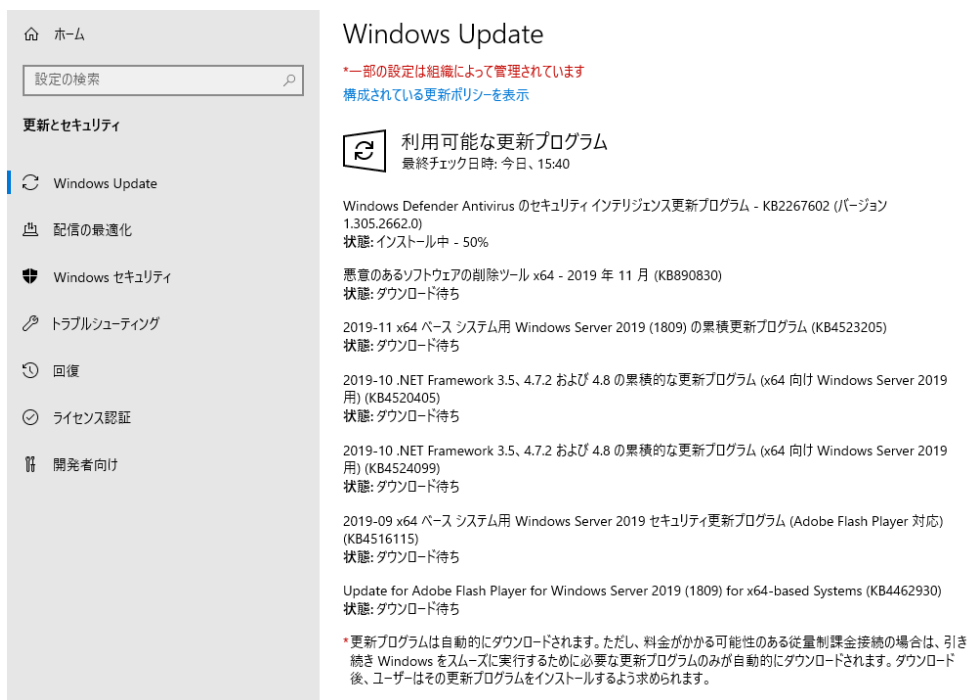 ホーム
設定の検索
更新とセキュリティ
Windows Update
配信の最適化
Windows セキュリティ
トラブルシューティング
回復
ライセンス認証
開発者向け
Windows Update
*一部の設定は組織によって管理されています
構成されている更新ポリシーを表示
利用可能な更新プログラム
最終チェック日時: 今日、15:40
Windows Defender Antivirus のセキュリティ インテリジェンス更新プログラム - KB2267602 (バージョン
1.305.2662.0)
状態: インストール中 - 50%
悪意のあるソフトウェアの削除ツール x64 - 2019 年 11 月 (KB890830)
状態: ダウンロード待ち
2019-11 x64 ベース システム用 Windows Server 2019 (1809) の累積更新プログラム (KB4523205)
状態: ダウンロード待ち
2019-10 .NET Framework 3.5、4.7.2 および 4.8 の累積的な更新プログラム (x64 向け Windows Server 2019
用) (KB4520405)
状態: ダウンロード待ち
2019-10 .NET Framework 3.5、4.7.2 および 4.8 の累積的な更新プログラム (x64 向け Windows Server 2019
用) (KB4524099)
状態: ダウンロード待ち
2019-09 x64 ベース システム用 Windows Server 2019 セキュリティ更新プログラム (Adobe Flash Player 対応)
(KB4516115)
状態: ダウンロード待ち
Update for Adobe Flash Player for Windows Server 2019 (1809) for x64-based Systems (KB4462930)
状態: ダウンロード待ち
*更新プログラムは自動的にダウンロードされます。ただし、料金がかかる可能性のある従量制課金接続の場合は、引き
続き Windows をスムーズに実行するために必要な更新プログラムのみが自動的にダウンロードされます。ダウンロード
後、ユーザーはその更新プログラムをインストールするよう求められます。